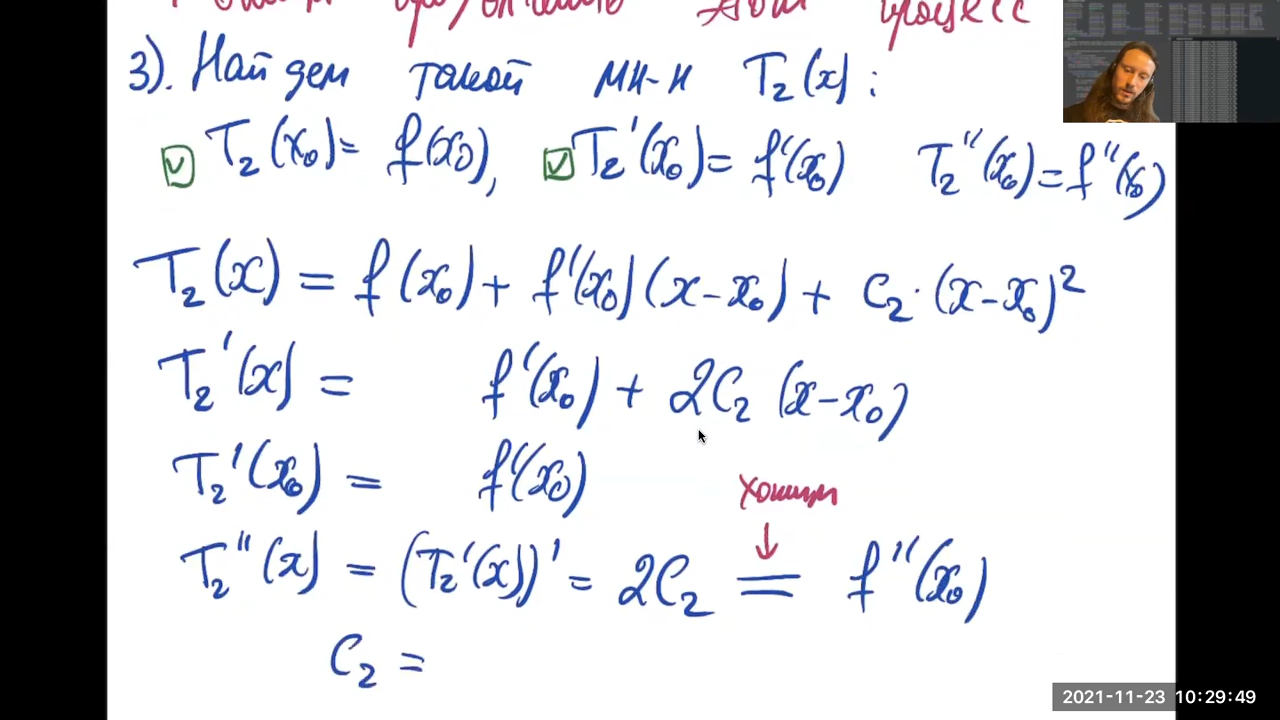 процесс
3). Найдем такой мн-н T₂(x):
T₂(x₀)= f(x₀), T₂'(x₀)= f'(x₀) T₂''(x₀)=f''(x₀)
T₂(x) = f(x₀)+ f'(x₀)(x-x₀) + C₂·(x-x₀)²
T₂'(x) = f'(x₀) + 2C₂ (x-x₀)
T₂'(x₀) = f'(x₀)
хотим
↓
T₂''(x) = (T₂'(x))' = 2C₂ = f''(x₀)
C₂ =
2021-11-23 10:29:49